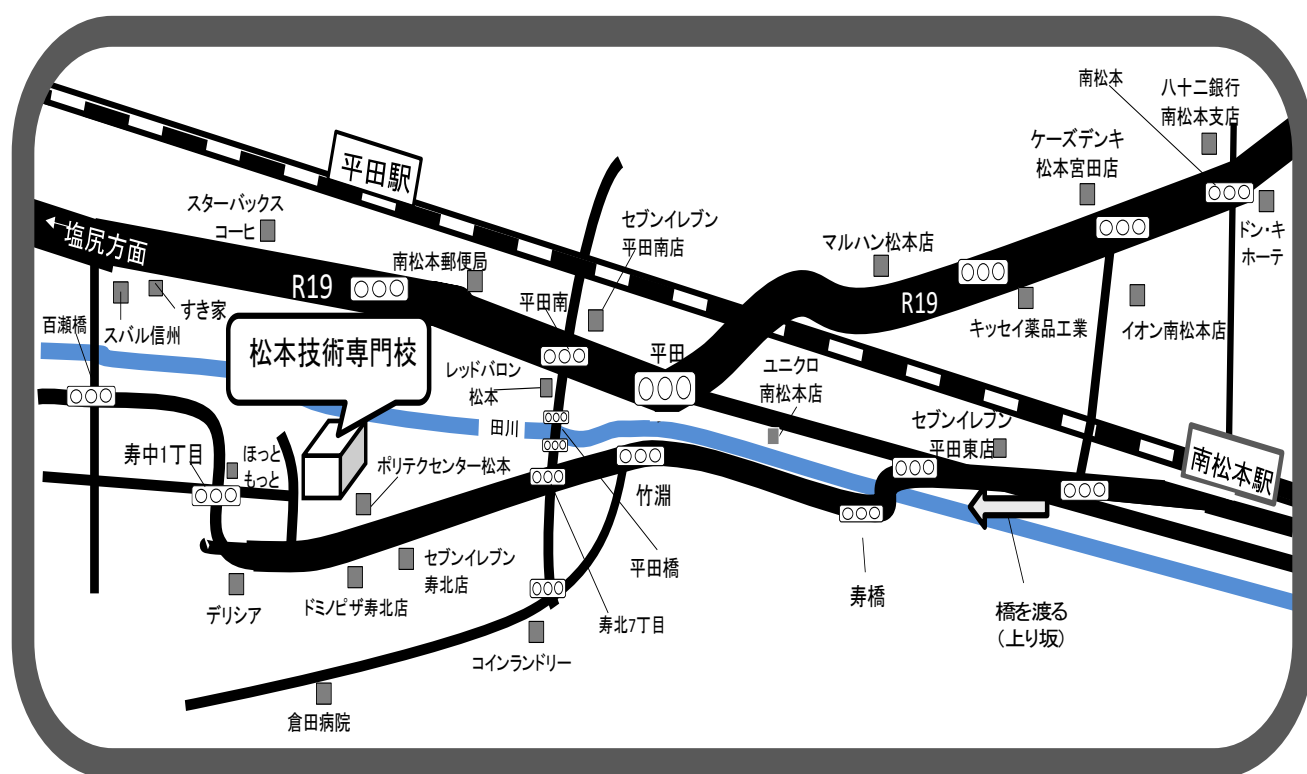 南松本
八十二銀行
南松本支店
ケーズデンキ
松本宮田店
平田駅
スターバックス
コーヒ
セブンイレブン
平田南店
マルハン松本店
ドン・キ
ホーテ
←塩尻方面
南松本郵便局
R19
平田南
R19
すき家
百瀬橋
スバル信州
キッセイ薬品工業
イオン南松本店
松本技術専門校
レッドバロン
松本
平田
ユニクロ
南松本店
田川
セブンイレブン
平田東店
南松本駅
寿中1丁目
ほっと
もっと
ポリテクセンター松本
竹淵
セブンイレブン
寿北店
平田橋
寿橋
デリシア
ドミノピザ寿北店
寿北7丁目
橋を渡る
（上り坂）
コインランドリー
倉田病院